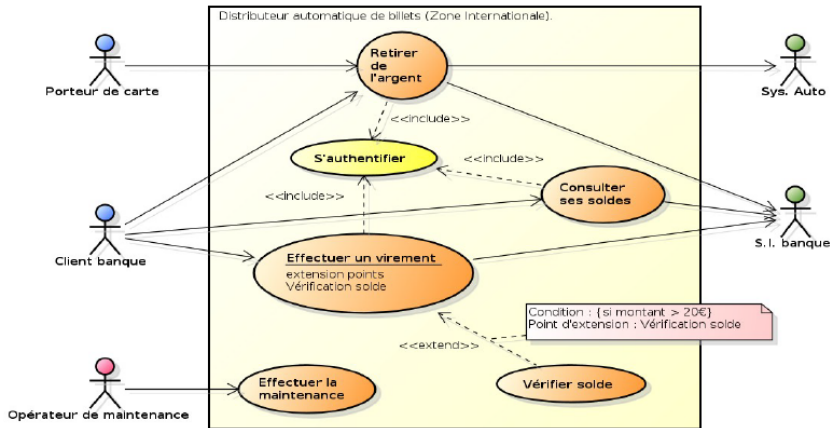 Distributeur automatique de billets (Zone Internationale).
Retirer
de
l'argent
Porteur de carte
Sys. Auto
<<include>>
S'authentifier
<<include>>
<<include>>
Consulter
ses soldes
Client banque
S.I. banque
Effectuer un virement
extension points
Vérification solde
Condition : {si montant > 20€}
Point d'extension : Vérification solde
<<extend>>
Effectuer la
maintenance
Vérifier solde
Opérateur de maintenance